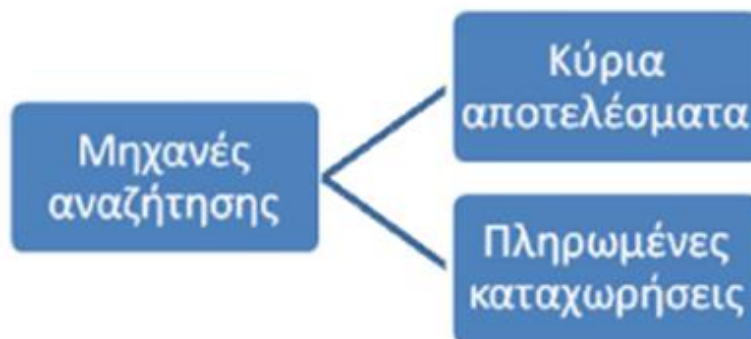 Μηχανές
αναζήτησης
Κύρια
αποτελέσματα
Πληρωμένες
καταχωρήσεις